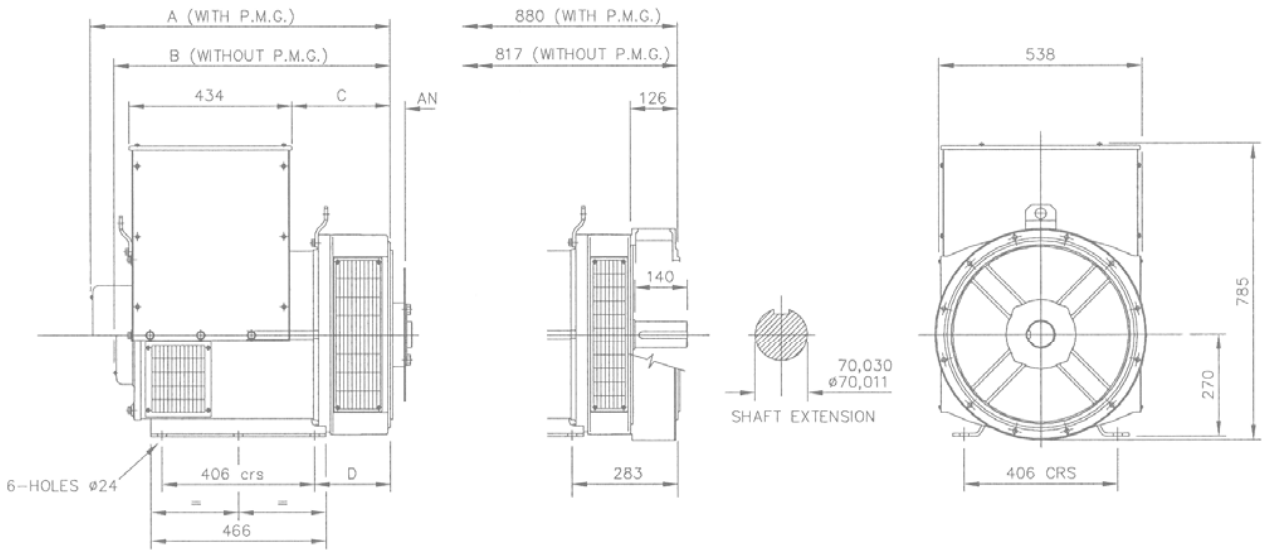 A (WITH P.M.G.)
B (WITHOUT P.M.G.)
434
C
AN
6-HOLES ø24
406 crs
D
= =
466
880 (WITH P.M.G.)
817 (WITHOUT P.M.G.)
126
140
283
70,030
ø70,011
SHAFT EXTENSION
538
785
270
406 CRS